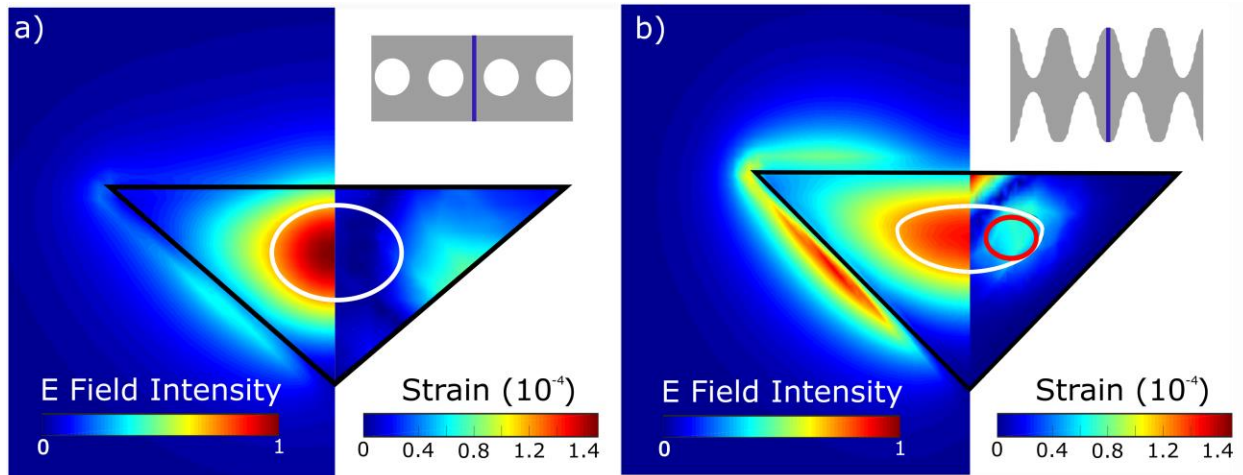 a)
b)
E Field Intensity
Strain (10⁻⁴)
0
1
0 0.4 0.8 1.2 1.4
E Field Intensity
Strain (10⁻⁴)
0
1
0 0.4 0.8 1.2 1.4